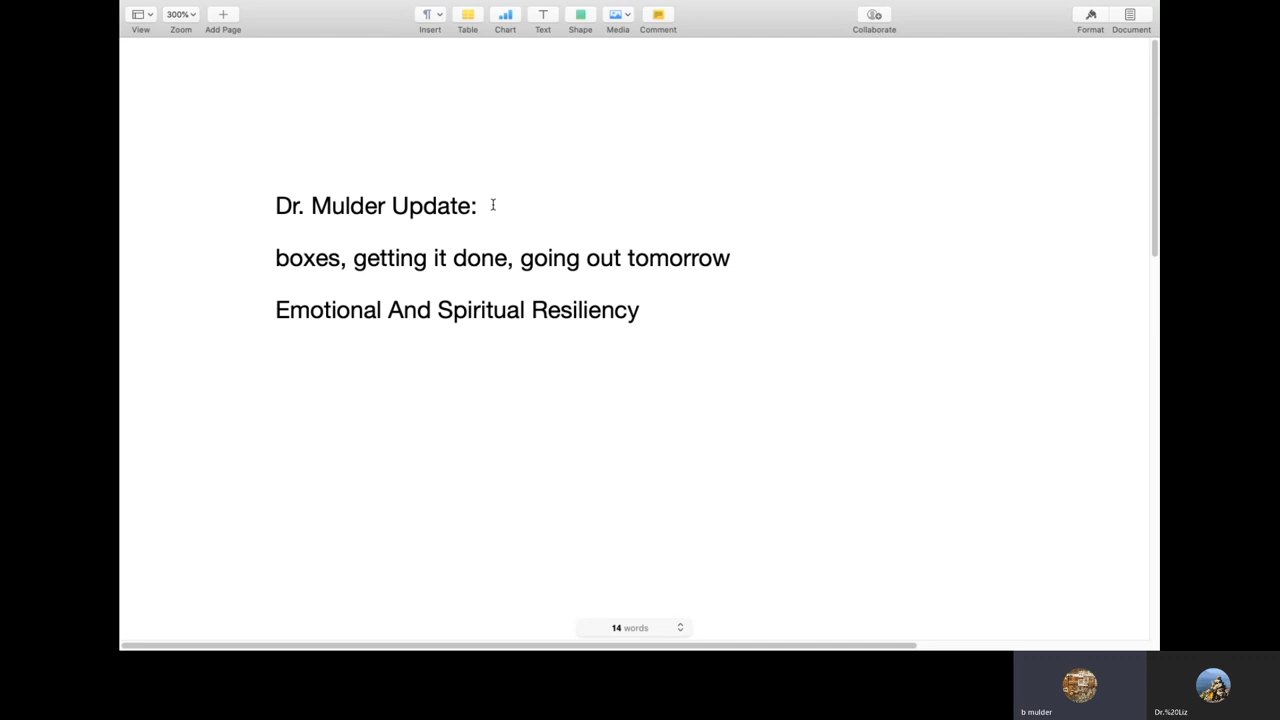 View
300%
Zoom
Add Page
Insert
Table
Chart
Text
Shape
Media
Comment
Collaborate
Format
Document
Dr. Mulder Update:
boxes, getting it done, going out tomorrow
Emotional And Spiritual Resiliency
14 words
b mulder
Dr.%20Liz